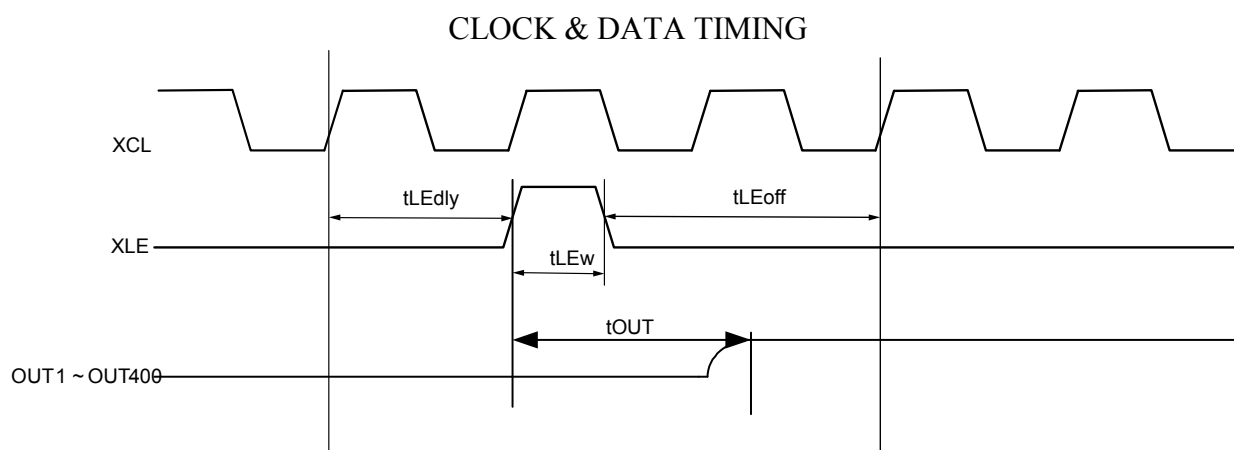 CLOCK & DATA TIMING
XCL
tLEdly
tLEoff
XLE
tLEw
tOUT
OUT1 ~ OUT400